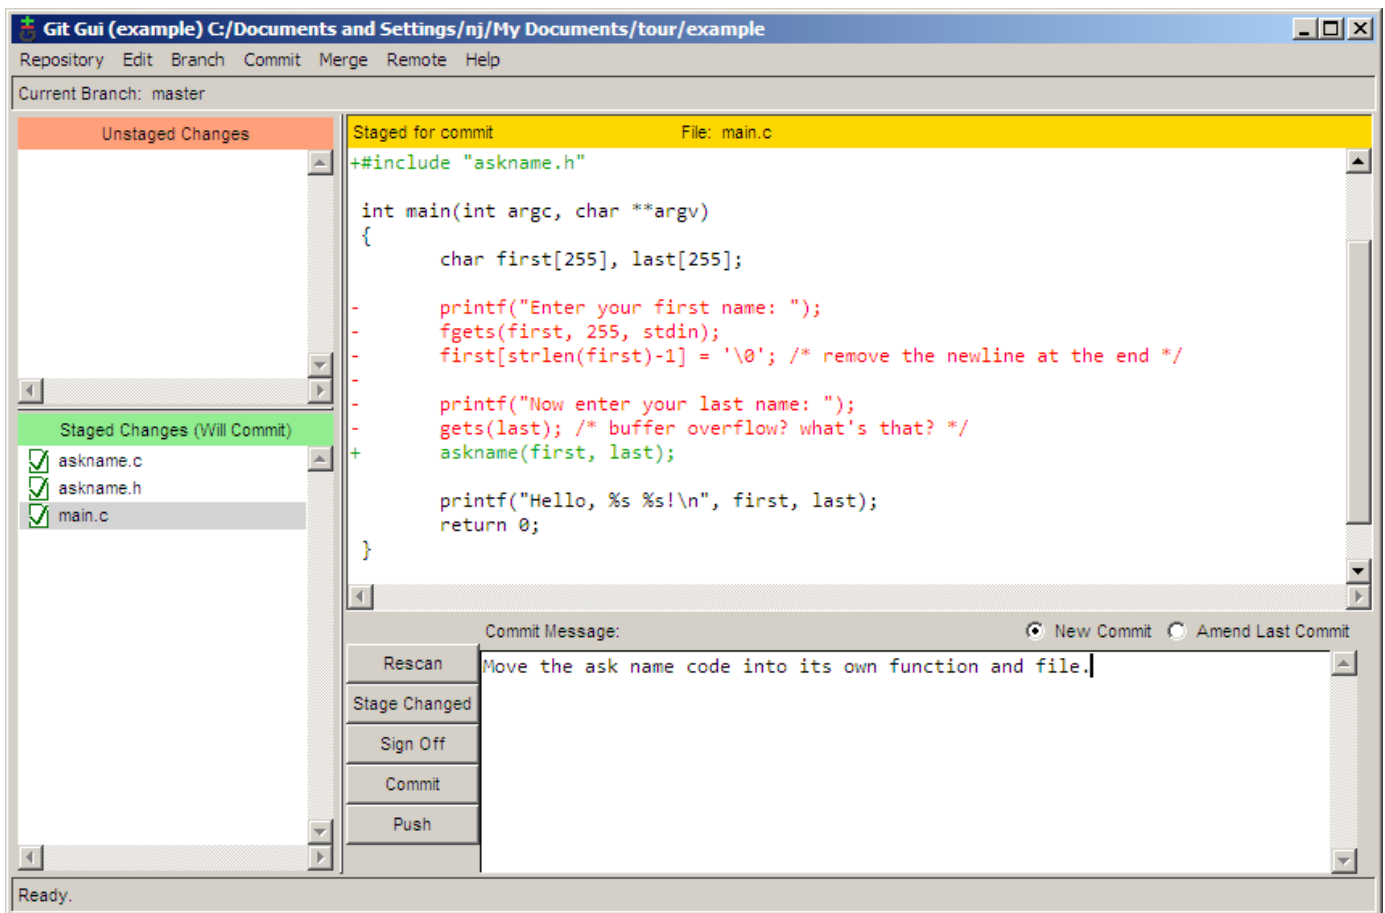 Git Gui (example) C:/Documents and Settings/nj/My Documents/tour/example
Repository Edit Branch Commit Merge Remote Help
Current Branch: master
Unstaged Changes
Staged Changes (Will Commit)
askname.c
askname.h
main.c
Staged for commit File: main.c
+#include "askname.h"
int main(int argc, char **argv)
{
char first[255], last[255];
- printf("Enter your first name: ");
- fgets(first, 255, stdin);
- first[strlen(first)-1] = '\0'; /* remove the newline at the end */
-
- printf("Now enter your last name: ");
- gets(last); /* buffer overflow? what's that? */
+ askname(first, last);
printf("Hello, %s %s!\n", first, last);
return 0;
}
Commit Message: New Commit Amend Last Commit
Rescan
Stage Changed
Sign Off
Commit
Push
Move the ask name code into its own function and file.
Ready.